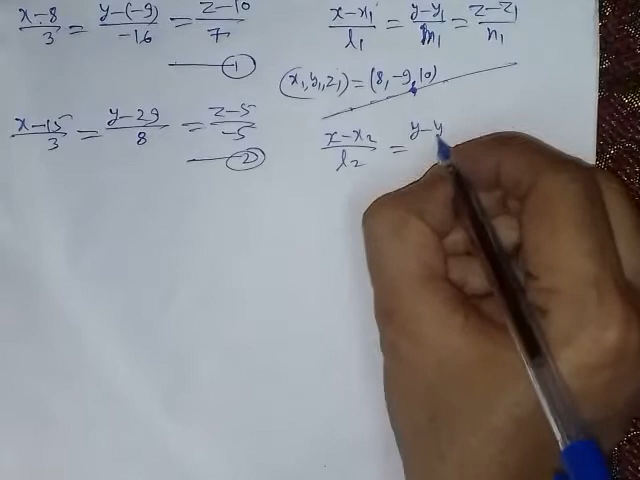 x-8/3 = y-(-9)/-16 = z-10/7
①
x-15/3 = y-29/8 = z-5/-5
②
x-x₁/l₁ = y-y₁/m₁ = z-z₁/n₁
(x₁,y₁,z₁) = (8,-9,10)
x-x₂/l₂ = y-y